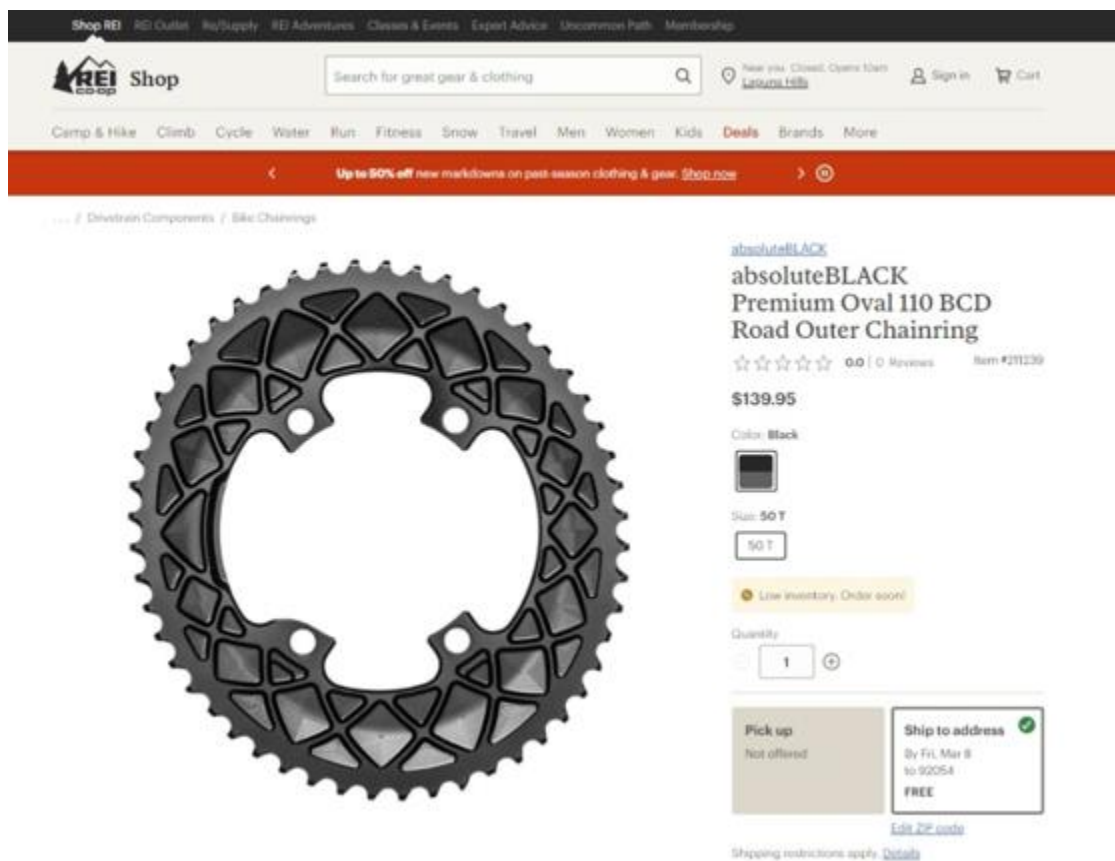 Shop REI REI Outlet Re/Supply REI Adventures Classes & Events Expert Advice Uncommon Path Membership
REI
CO-OP
Shop
Search for great gear & clothing
Near you. Closed. Opens 10am
Laguna Hills
Sign in
Cart
Camp & Hike Climb Cycle Water Run Fitness Snow Travel Men Women Kids Deals Brands More
Up to 50% off new markdowns on past-season clothing & gear. Shop now
... / Drivetrain Components / Bike Chainrings
absoluteBLACK
absoluteBLACK
Premium Oval 110 BCD
Road Outer Chainring
0.0 | 0 Reviews Item #211239
$139.95
Color: Black
Size: 50 T
50 T
Low inventory. Order soon!
Quantity
1
Pick up
Not offered
Ship to address
By Fri, Mar 8
to 92054
FREE
Edit ZIP code
Shipping restrictions apply. Details